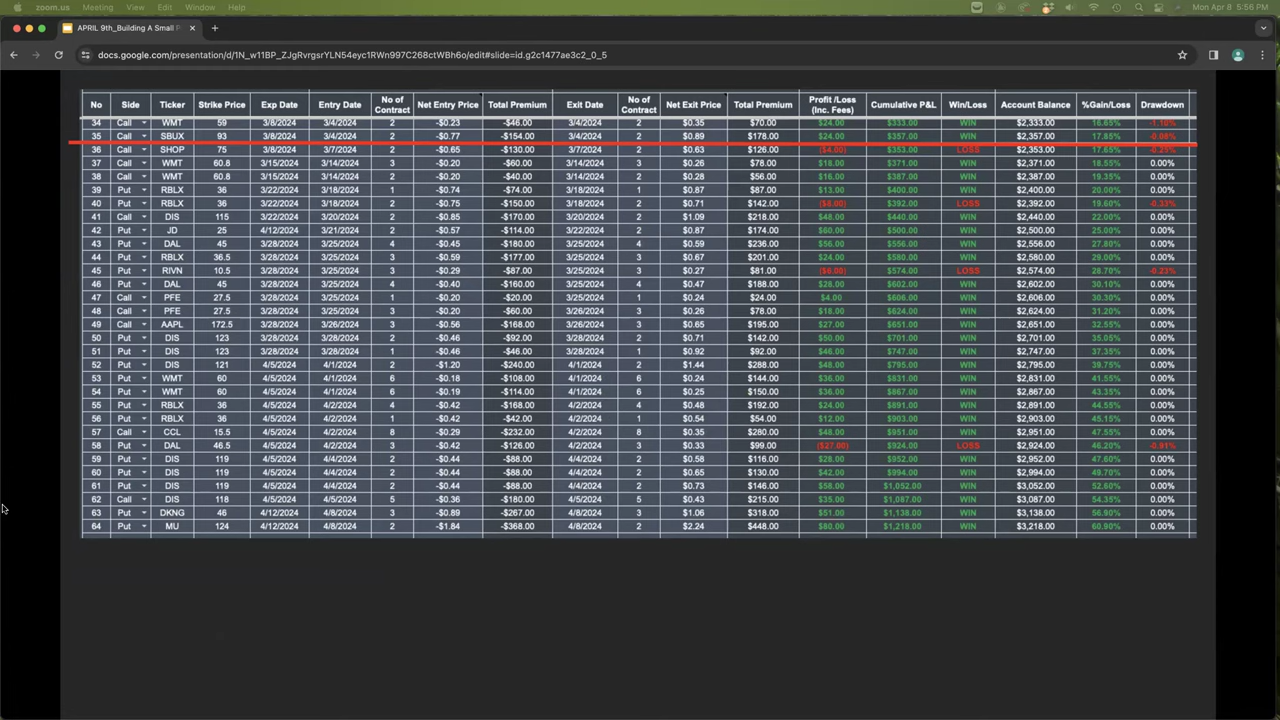 zoom.us Meeting View Edit Window Help Mon Apr 8 5:56 PM
APRIL 9th_Building A Small P
docs.google.com/presentation/d/1N_w11BP_ZJgRvrgsrYLN54eyc1RWn997C268ctWBh6o/edit#slide=id.g2c1477ae3c2_0_5
No Side Ticker Strike Price Exp Date Entry Date No of Contract Net Entry Price Total Premium Exit Date No of Contract Net Exit Price Total Premium Profit /Loss (Inc. Fees) Cumulative P&L Win/Loss Account Balance %Gain/Loss Drawdown
34 Call WMT 59 3/8/2024 3/4/2024 2 -$0.23 -$46.00 3/4/2024 2 $0.35 $70.00 $24.00 $333.00 WIN $2,333.00 16.65% -1.10%
35 Call SBUX 93 3/8/2024 3/4/2024 2 -$0.77 -$154.00 3/4/2024 2 $0.89 $178.00 $24.00 $357.00 WIN $2,357.00 17.85% -0.08%
36 Call SHOP 75 3/8/2024 3/7/2024 2 -$0.65 -$130.00 3/7/2024 2 $0.63 $126.00 ($4.00) $353.00 LOSS $2,353.00 17.65% -0.25%
37 Call WMT 60.8 3/15/2024 3/14/2024 3 -$0.20 -$60.00 3/14/2024 3 $0.26 $78.00 $18.00 $371.00 WIN $2,371.00 18.55% 0.00%
38 Call WMT 60.8 3/15/2024 3/14/2024 2 -$0.20 -$40.00 3/14/2024 2 $0.28 $56.00 $16.00 $387.00 WIN $2,387.00 19.35% 0.00%
39 Put RBLX 36 3/22/2024 3/18/2024 1 -$0.74 -$74.00 3/18/2024 1 $0.87 $87.00 $13.00 $400.00 WIN $2,400.00 20.00% 0.00%
40 Put RBLX 36 3/22/2024 3/18/2024 2 -$0.75 -$150.00 3/18/2024 2 $0.71 $142.00 ($8.00) $392.00 LOSS $2,392.00 19.60% -0.33%
41 Call DIS 115 3/22/2024 3/20/2024 2 -$0.85 -$170.00 3/20/2024 2 $1.09 $218.00 $48.00 $440.00 WIN $2,440.00 22.00% 0.00%
42 Put JD 25 4/12/2024 3/21/2024 2 -$0.57 -$114.00 3/22/2024 2 $0.87 $174.00 $60.00 $500.00 WIN $2,500.00 25.00% 0.00%
43 Put DAL 45 3/28/2024 3/25/2024 4 -$0.45 -$180.00 3/25/2024 4 $0.59 $236.00 $56.00 $556.00 WIN $2,556.00 27.80% 0.00%
44 Put RBLX 36.5 3/28/2024 3/25/2024 3 -$0.59 -$177.00 3/25/2024 3 $0.67 $201.00 $24.00 $580.00 WIN $2,580.00 29.00% 0.00%
45 Put RIVN 10.5 3/28/2024 3/25/2024 3 -$0.29 -$87.00 3/25/2024 3 $0.27 $81.00 ($6.00) $574.00 LOSS $2,574.00 28.70% -0.23%
46 Put DAL 45 3/28/2024 3/25/2024 4 -$0.40 -$160.00 3/25/2024 4 $0.47 $188.00 $28.00 $602.00 WIN $2,602.00 30.10% 0.00%
47 Call PFE 27.5 3/28/2024 3/25/2024 1 -$0.20 -$20.00 3/25/2024 1 $0.24 $24.00 $4.00 $606.00 WIN $2,606.00 30.30% 0.00%
48 Call PFE 27.5 3/28/2024 3/25/2024 3 -$0.20 -$60.00 3/26/2024 3 $0.26 $78.00 $18.00 $624.00 WIN $2,624.00 31.20% 0.00%
49 Call AAPL 172.5 3/28/2024 3/25/2024 3 -$0.56 -$168.00 3/26/2024 3 $0.65 $195.00 $27.00 $651.00 WIN $2,651.00 32.55% 0.00%
50 Put DIS 123 3/28/2024 3/28/2024 2 -$0.46 -$92.00 3/28/2024 2 $0.71 $142.00 $50.00 $701.00 WIN $2,701.00 35.05% 0.00%
51 Put DIS 123 3/28/2024 3/28/2024 1 -$0.46 -$46.00 3/28/2024 1 $0.92 $92.00 $46.00 $747.00 WIN $2,747.00 37.35% 0.00%
52 Put DIS 121 4/5/2024 4/1/2024 2 -$1.20 -$240.00 4/1/2024 2 $1.44 $288.00 $48.00 $795.00 WIN $2,795.00 39.75% 0.00%
53 Put WMT 60 4/5/2024 4/1/2024 6 -$0.18 -$108.00 4/1/2024 6 $0.24 $144.00 $36.00 $831.00 WIN $2,831.00 41.55% 0.00%
54 Put WMT 60 4/5/2024 4/2/2024 6 -$0.19 -$114.00 4/2/2024 6 $0.25 $150.00 $36.00 $867.00 WIN $2,867.00 43.35% 0.00%
55 Put RBLX 36 4/5/2024 4/2/2024 4 -$0.42 -$168.00 4/2/2024 4 $0.48 $192.00 $24.00 $891.00 WIN $2,891.00 44.55% 0.00%
56 Put RBLX 36 4/5/2024 4/2/2024 1 -$0.42 -$42.00 4/2/2024 1 $0.54 $54.00 $12.00 $903.00 WIN $2,903.00 45.15% 0.00%
57 Call CCL 15.5 4/5/2024 4/2/2024 8 -$0.29 -$232.00 4/2/2024 8 $0.35 $280.00 $48.00 $951.00 WIN $2,951.00 47.55% 0.00%
58 Put DAL 46.5 4/5/2024 4/2/2024 3 -$0.42 -$126.00 4/2/2024 3 $0.33 $99.00 ($27.00) $924.00 LOSS $2,924.00 46.20% -0.91%
59 Put DIS 119 4/5/2024 4/5/2024 2 -$0.44 -$88.00 4/5/2024 2 $0.58 $116.00 $28.00 $952.00 WIN $2,952.00 47.60% 0.00%
60 Put DIS 119 4/5/2024 4/5/2024 2 -$0.44 -$88.00 4/5/2024 2 $0.65 $130.00 $42.00 $994.00 WIN $2,994.00 49.70% 0.00%
61 Put DIS 119 4/5/2024 4/5/2024 2 -$0.44 -$88.00 4/5/2024 2 $0.73 $146.00 $58.00 $1,052.00 WIN $3,052.00 52.60% 0.00%
62 Call DIS 118 4/5/2024 4/5/2024 5 -$0.36 -$180.00 4/5/2024 5 $0.43 $215.00 $35.00 $1,087.00 WIN $3,087.00 54.35% 0.00%
63 Put DKNG 46 4/12/2024 4/8/2024 3 -$0.89 -$267.00 4/8/2024 3 $1.06 $318.00 $51.00 $1,138.00 WIN $3,138.00 56.90% 0.00%
64 Put MU 124 4/12/2024 4/8/2024 2 -$1.84 -$368.00 4/8/2024 2 $2.24 $448.00 $80.00 $1,218.00 WIN $3,218.00 60.90% 0.00%